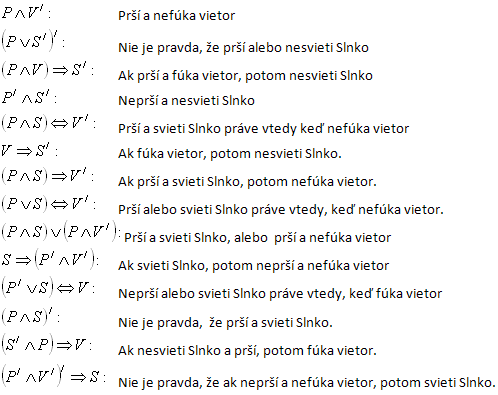 P ∧ V′ : Prší a nefúka vietor
(P ∨ S′)′ : Nie je pravda, že prší alebo nesvieti Slnko
(P ∧ V) ⇒ S′ : Ak prší a fúka vietor, potom nesvieti Slnko
P′ ∧ S′ : Neprší a nesvieti Slnko
(P ∧ S) ⇔ V′ : Prší a svieti Slnko práve vtedy keď nefúka vietor
V ⇒ S′ : Ak fúka vietor, potom nesvieti Slnko.
(P ∧ S) ⇒ V′ : Ak prší a svieti Slnko, potom nefúka vietor.
(P ∨ S) ⇔ V′ : Prší alebo svieti Slnko práve vtedy, keď nefúka vietor.
(P ∧ S) ∨ (P ∧ V′) : Prší a svieti Slnko, alebo prší a nefúka vietor
S ⇒ (P′ ∧ V′) : Ak svieti Slnko, potom neprší a nefúka vietor
(P′ ∨ S) ⇔ V : Neprší alebo svieti Slnko práve vtedy, keď fúka vietor
(P ∧ S)′ : Nie je pravda, že prší a svieti Slnko.
(S′ ∧ P) ⇒ V : Ak nesvieti Slnko a prší, potom fúka vietor.
(P′ ∧ V′)′ ⇒ S : Nie je pravda, že ak neprší a nefúka vietor, potom svieti Slnko.